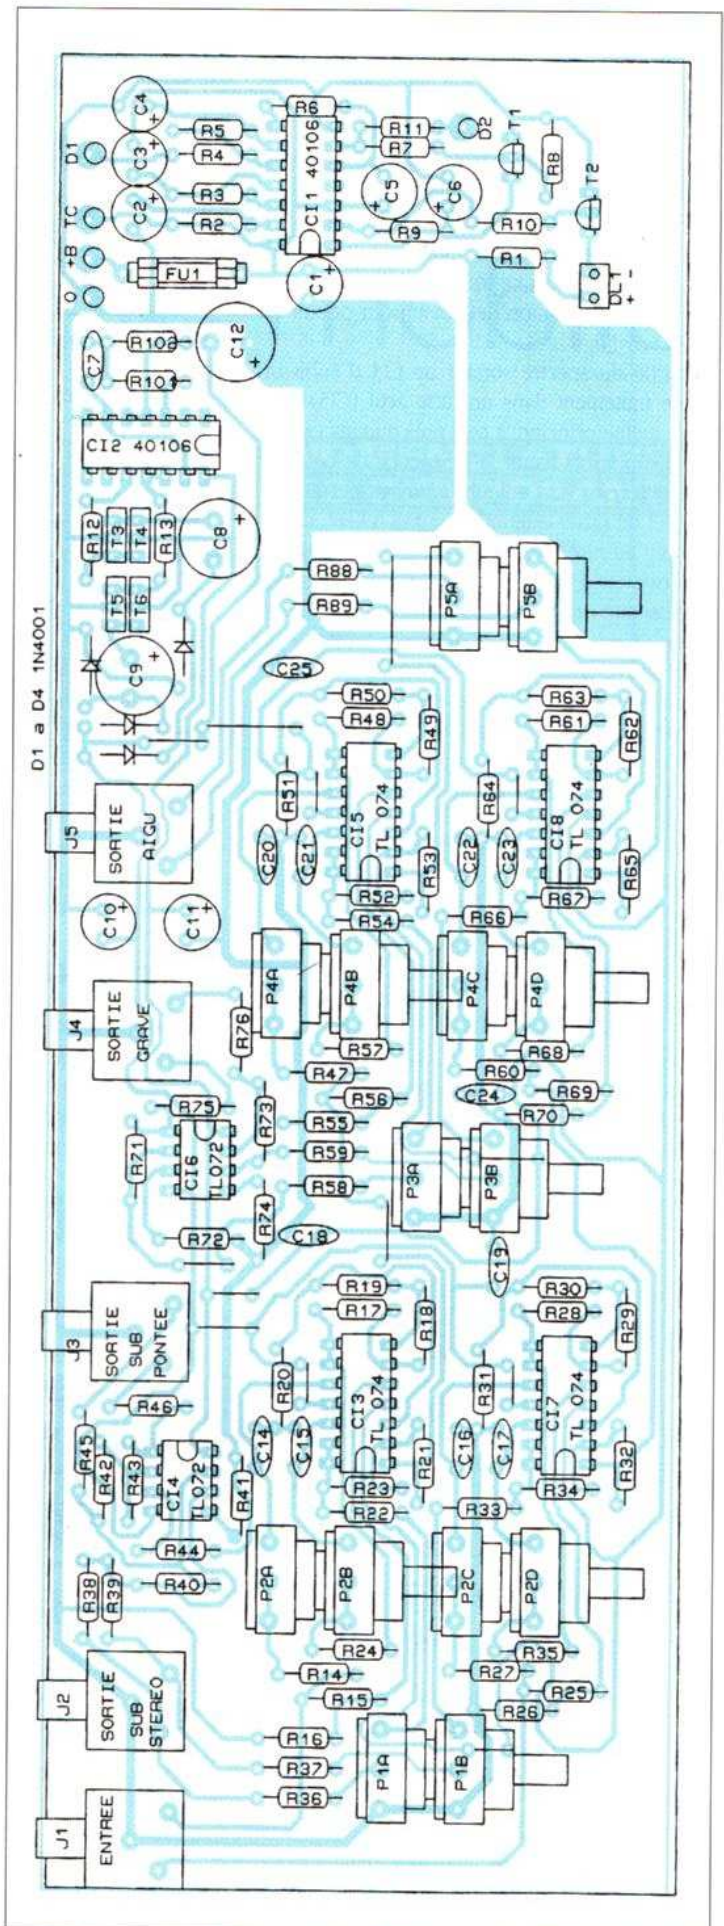 C4
R6
R5
R4
C3
D1
R3
R2
C2
TC
+B
O
FU1
CI1 40106
R11
R7
D2
T1
R8
T2
C5
C6
R9
R10
R1
DL1
-
+
C1
C12
C7
R102
R101
CI2 40106
R12
T3
T4
R13
C8
T5
T6
C9
D1 a D4 1N4001
R88
R89
P5A
P5B
C25
R50
R48
R49
R63
R61
R62
R51
CI5
TL 074
R64
CI8
TL 074
C20
C21
R53
C22
C23
R65
R52
R54
R67
R66
J5
SORTIE
AIGU
C10
C11
P4A
P4B
P4C
P4D
J4
SORTIE
GRAVE
R76
R57
R47
R56
R68
R60
R69
C24
R70
R75
R73
R71
CI6
TL072
R55
R59
R58
P3A
P3B
R74
R72
C18
C19
R19
R17
R18
R30
R28
R29
J3
SORTIE
SUB
PONTEE
R20
CI3
TL 074
R31
CI7
TL 074
R46
C14
C15
R21
C16
C17
R32
R45
R42
R43
CI4
TL072
R41
R23
R22
R34
R33
R44
R40
R38
R39
P2A
P2B
P2C
P2D
R24
R14
R15
R35
R27
R25
R26
J2
SORTIE
SUB
STEREO
R16
R37
R36
P1A
P1B
J1
ENTREE